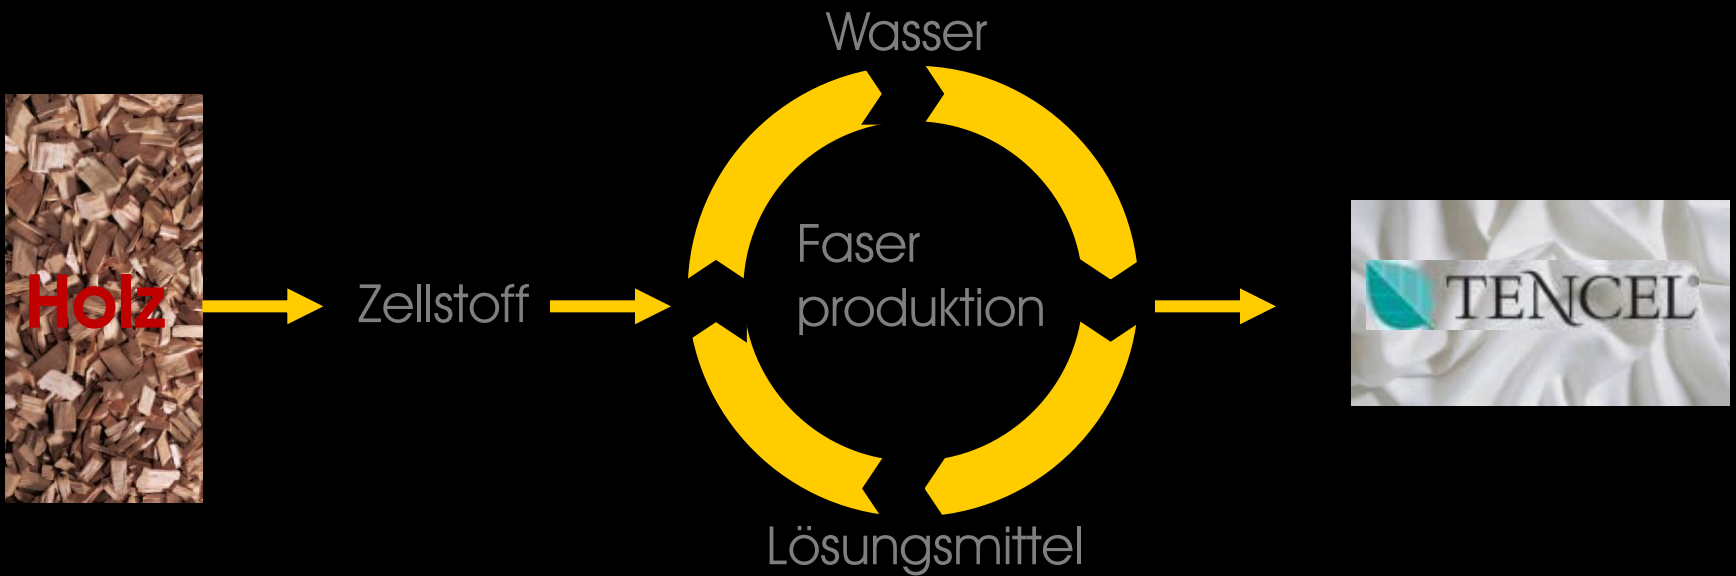 Wasser
Holz
Zellstoff
Faser
produktion
TENCEL
Lösungsmittel